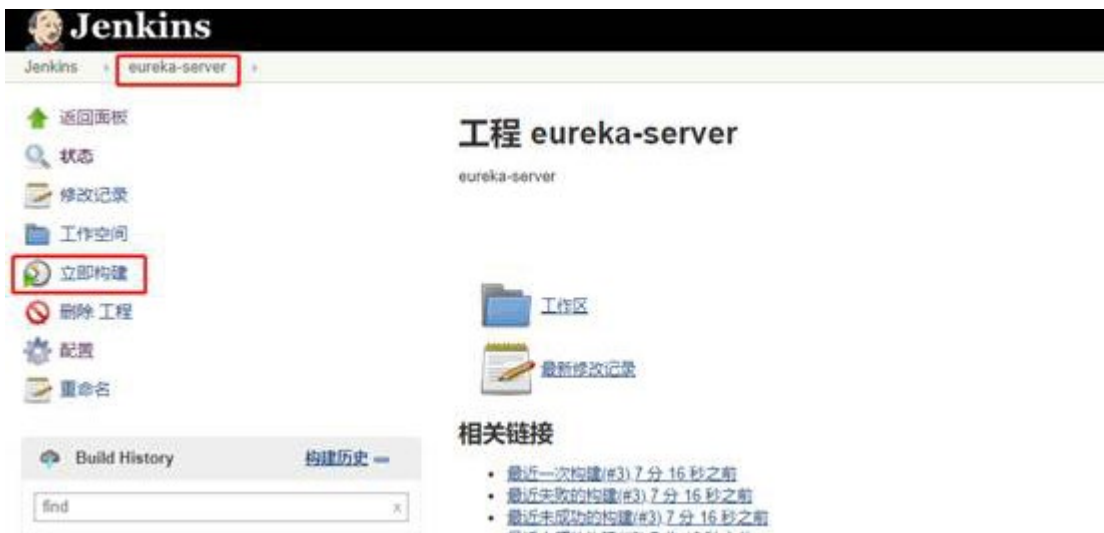 Jenkins
Jenkins
eureka-server
返回面板
状态
修改记录
工作空间
立即构建
删除 工程
配置
重命名
Build History
构建历史
find
x
工程 eureka-server
eureka-server
工作区
最新修改记录
相关链接
最近一次构建(#3),7 分 16 秒之前
最近失败的构建(#3),7 分 16 秒之前
最近未成功的构建(#3),7 分 16 秒之前